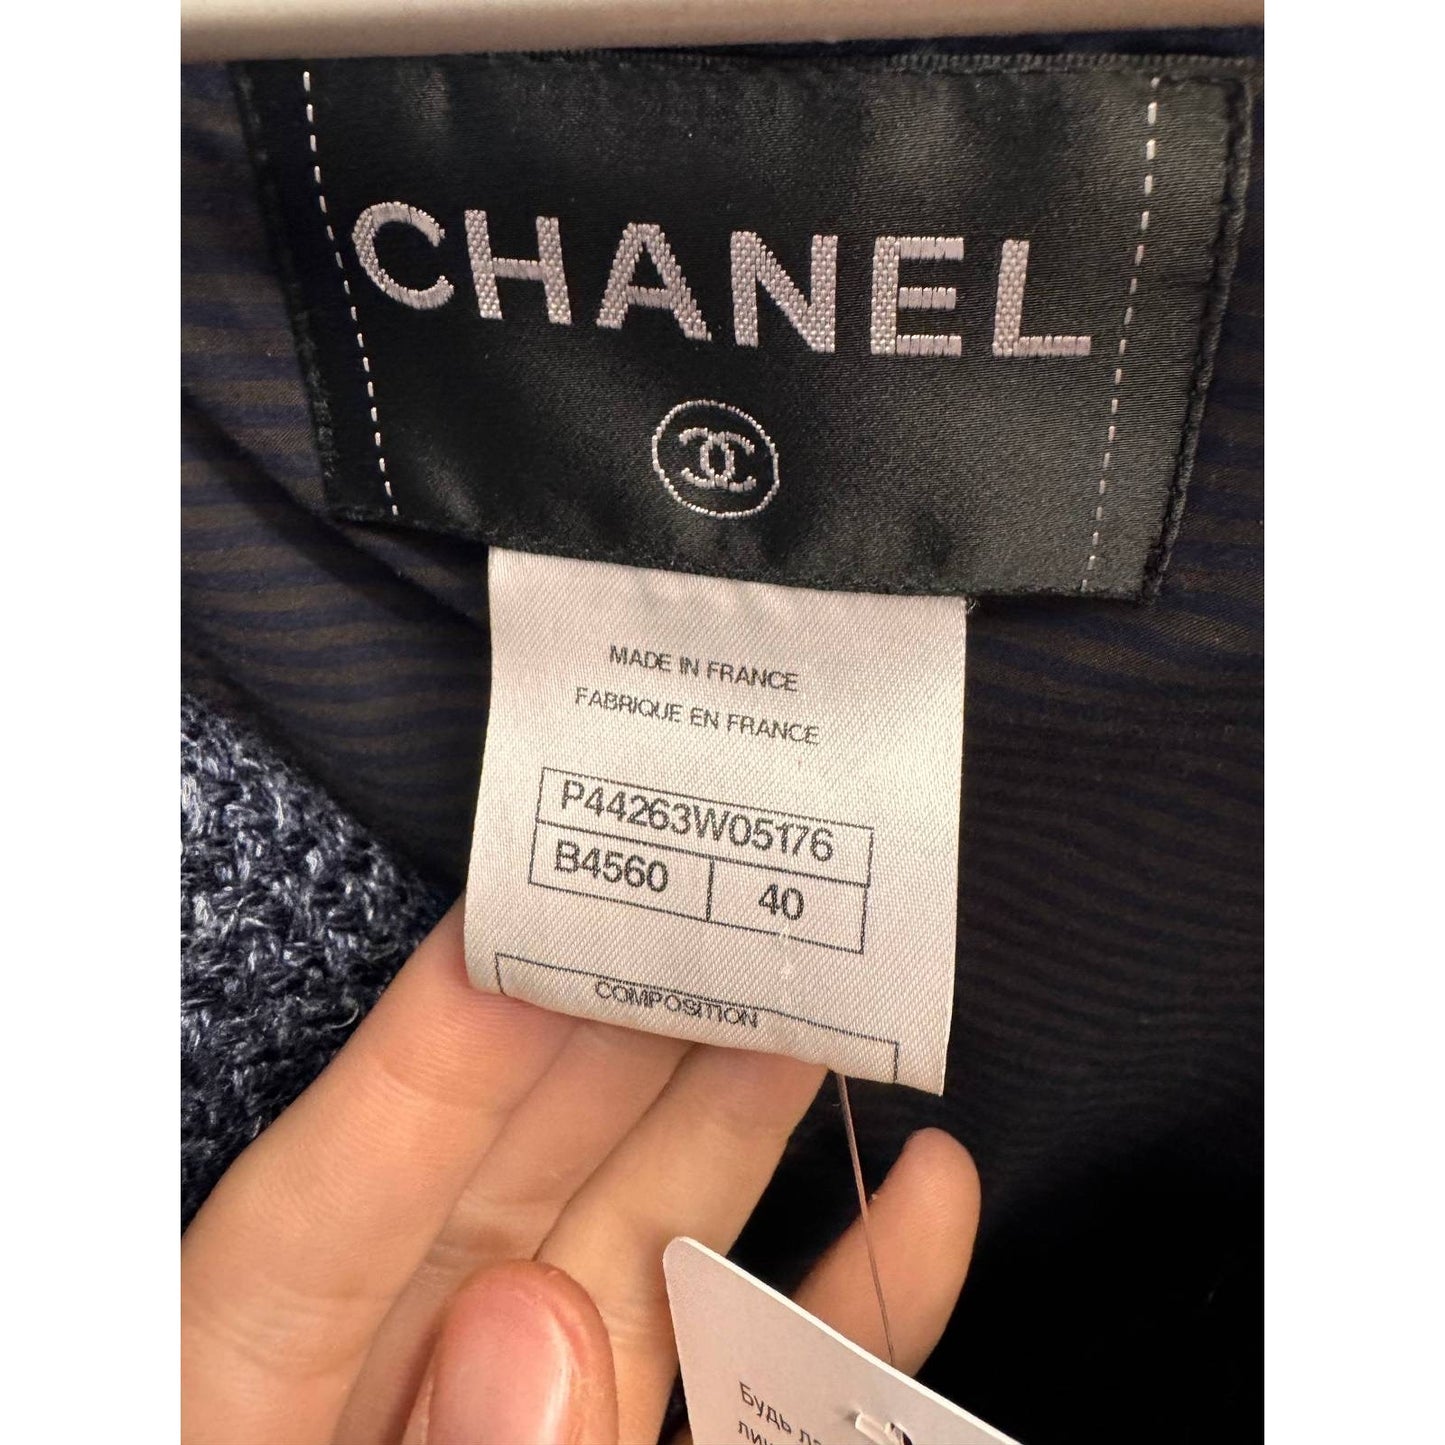 CHANEL
MADE IN FRANCE
FABRIQUE EN FRANCE
P44263W05176
B4560 40
COMPOSITION
Будь